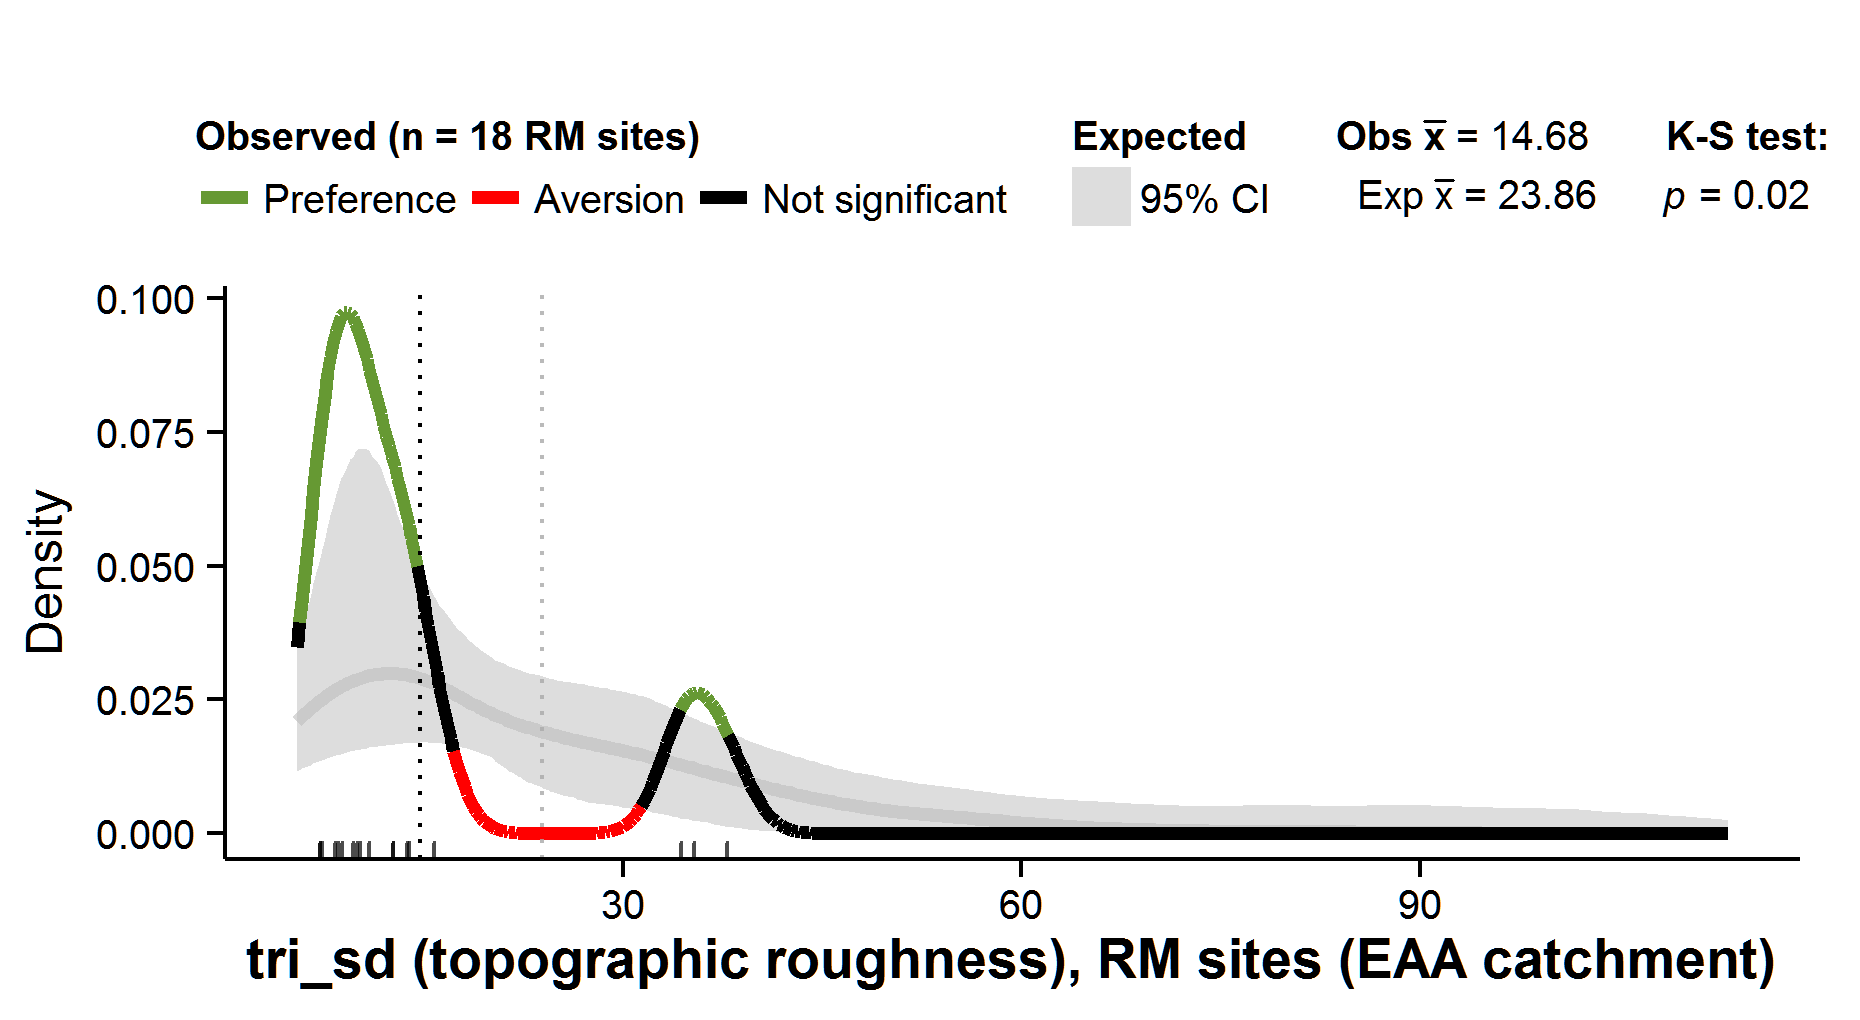 Observed (n = 18 RM sites)
Preference Aversion Not significant
Expected
95% CI
Obs x̅ = 14.68
Exp x̅ = 23.86
K-S test:
p = 0.02
Density
0.100
0.075
0.050
0.025
0.000
30 60 90
tri_sd (topographic roughness), RM sites (EAA catchment)